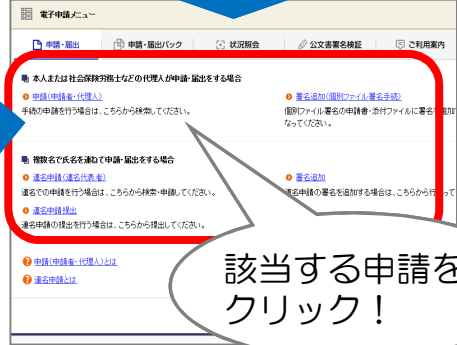 電子申請メニュー
申請・届出
申請・届出パック
状況照会
公文書署名検証
ご利用案内
本人または社会保険労務士などの代理人が申請・届出をする場合
申請(申請者・代理人)
手続の申請を行う場合は、こちらから検索してください。
署名追加(個別ファイル署名手続)
個別ファイル署名の申請書・添付ファイルに署名を追加
なってください。
複数名で氏名を連ねて申請・届出をする場合
連名申請(連名代表者)
連名での申請を行う場合は、こちらから検索・申請してください。
署名追加
連名申請の署名を追加する場合は、こちらから行って
連名申請提出
連名申請の提出を行う場合は、こちらから提出してください。
申請(申請者・代理人)とは
連名申請とは
該当する申請を
クリック！